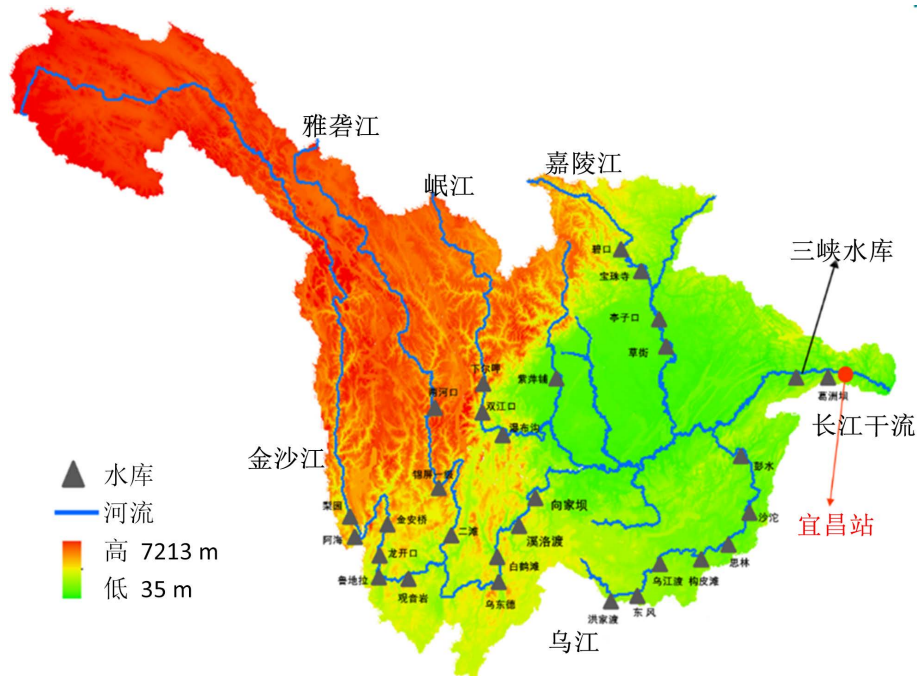 雅砻江
岷江
嘉陵江
碧口
宝珠寺
三峡水库
亭子口
草街
下尔呷
紫萍铺
两河口
双江口
瀑布沟
葛洲坝
长江干流
金沙江
锦屏一级
彭水
水库
河流
高 7213 m
低 35 m
梨园
阿海
金安桥
龙开口
鲁地拉
观音岩
二滩
向家坝
溪洛渡
白鹤滩
乌东德
沙沱
宜昌站
思林
构皮滩
乌江渡
东风
洪家渡
乌江